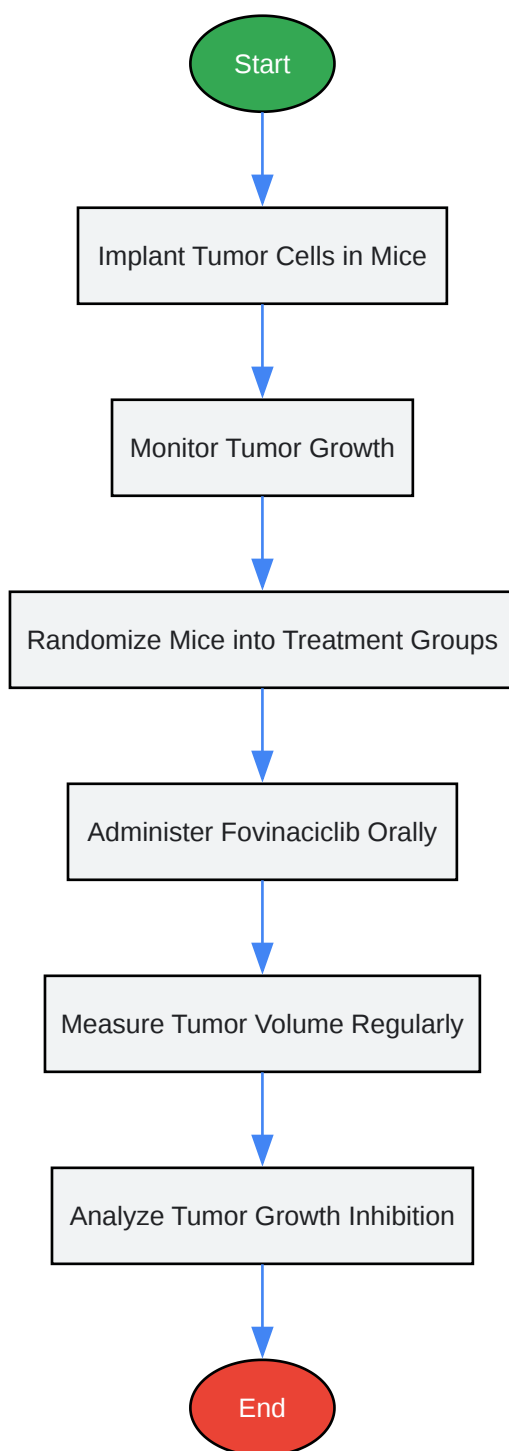 Start
Implant Tumor Cells in Mice
Monitor Tumor Growth
Randomize Mice into Treatment Groups
Administer Fovinaciclib Orally
Measure Tumor Volume Regularly
Analyze Tumor Growth Inhibition
End